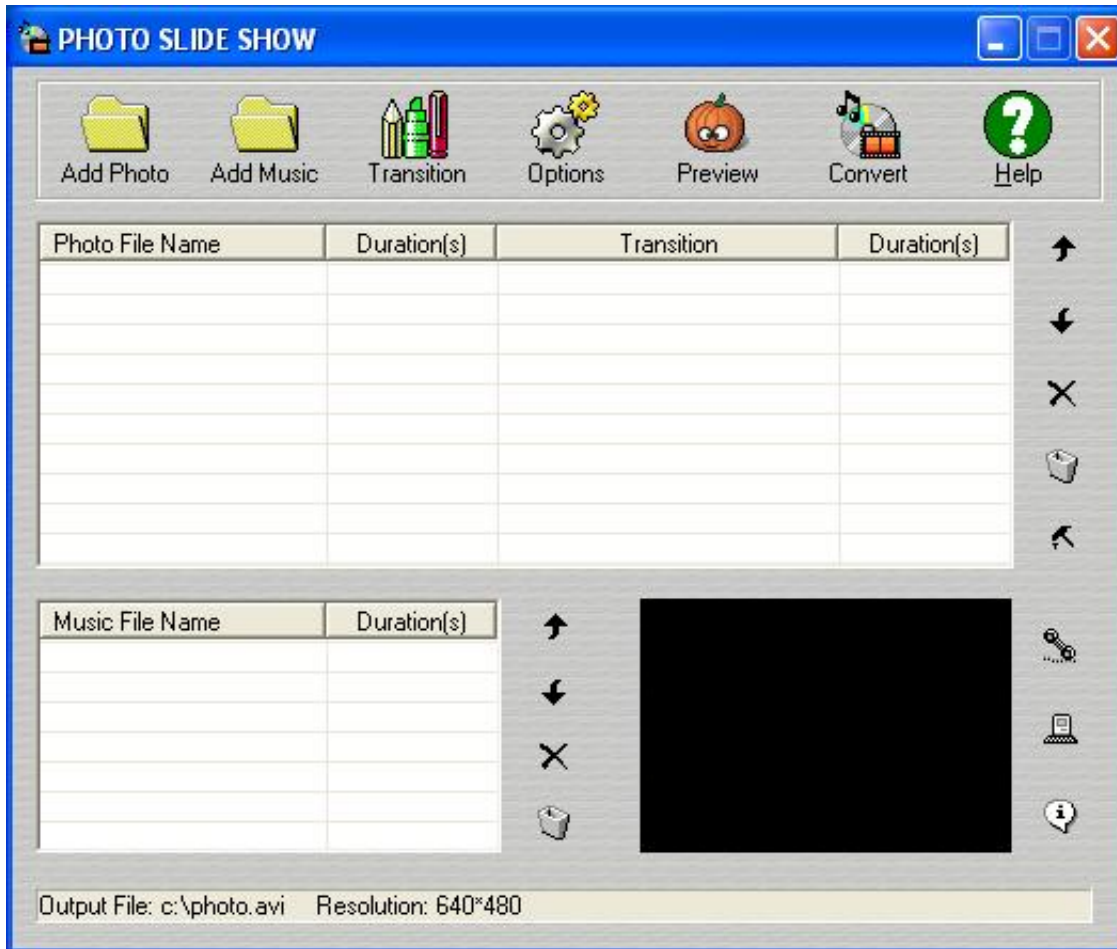 PHOTO SLIDE SHOW
Add Photo Add Music Transition Options Preview Convert Help
Photo File Name Duration(s) Transition Duration(s)
Music File Name Duration(s)
Output File: c:\photo.avi Resolution: 640*480